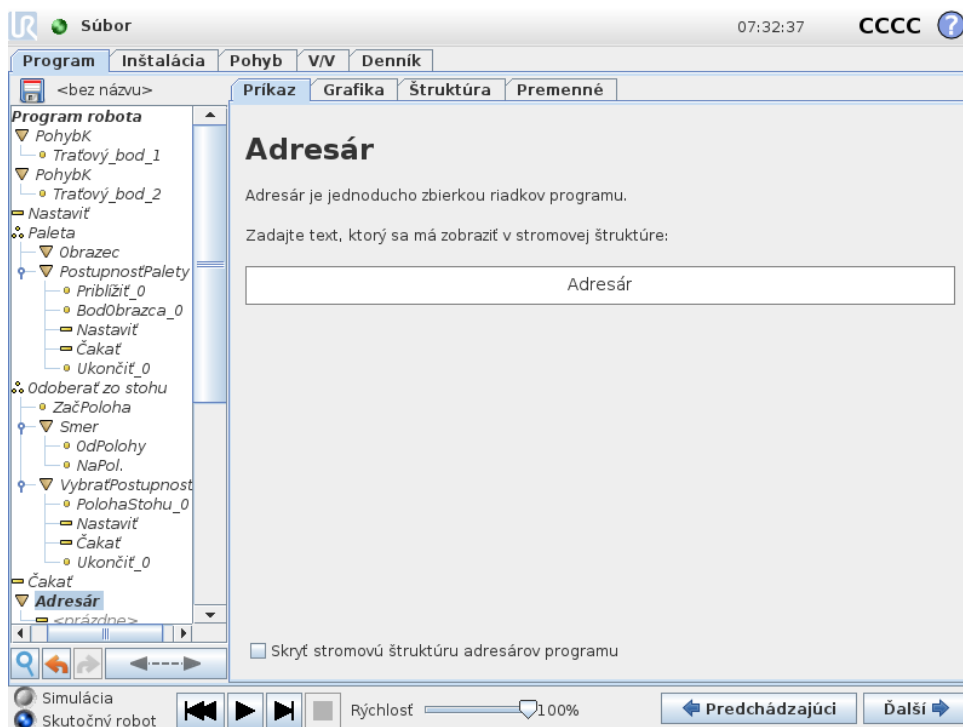 UR Súbor 07:32:37 CCCC ?
Program Inštalácia Pohyb V/V Denník
<bez názvu> Príkaz Grafika Štruktúra Premenné
Program robota
PohybK
Traťový_bod_1
PohybK
Traťový_bod_2
Nastaviť
Paleta
Obrazec
PostupnosťPalety
Priblížiť_0
BodObrazca_0
Nastaviť
Čakať
Ukončiť_0
Odoberať zo stohu
ZačPoloha
Smer
OdPolohy
NaPol.
VybraťPostupnost
PolohaStohu_0
Nastaviť
Čakať
Ukončiť_0
Čakať
Adresár
<prázdne>
Adresár
Adresár je jednoducho zbierkou riadkov programu.
Zadajte text, ktorý sa má zobraziť v stromovej štruktúre:
Adresár
Skryť stromovú štruktúru adresárov programu
Simulácia
Skutočný robot
Rýchlosť 100%
Predchádzajúci Ďalší